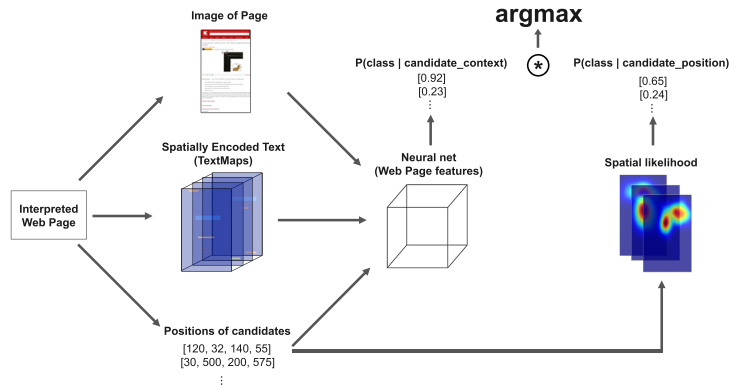 argmax
Image of Page
P(class | candidate_context)
[0.92]
[0.23]
⋮
*
P(class | candidate_position)
[0.65]
[0.24]
⋮
Spatially Encoded Text
(TextMaps)
Neural net
(Web Page features)
Spatial likelihood
Interpreted
Web Page
Positions of candidates
[120, 32, 140, 55]
[30, 500, 200, 575]
⋮